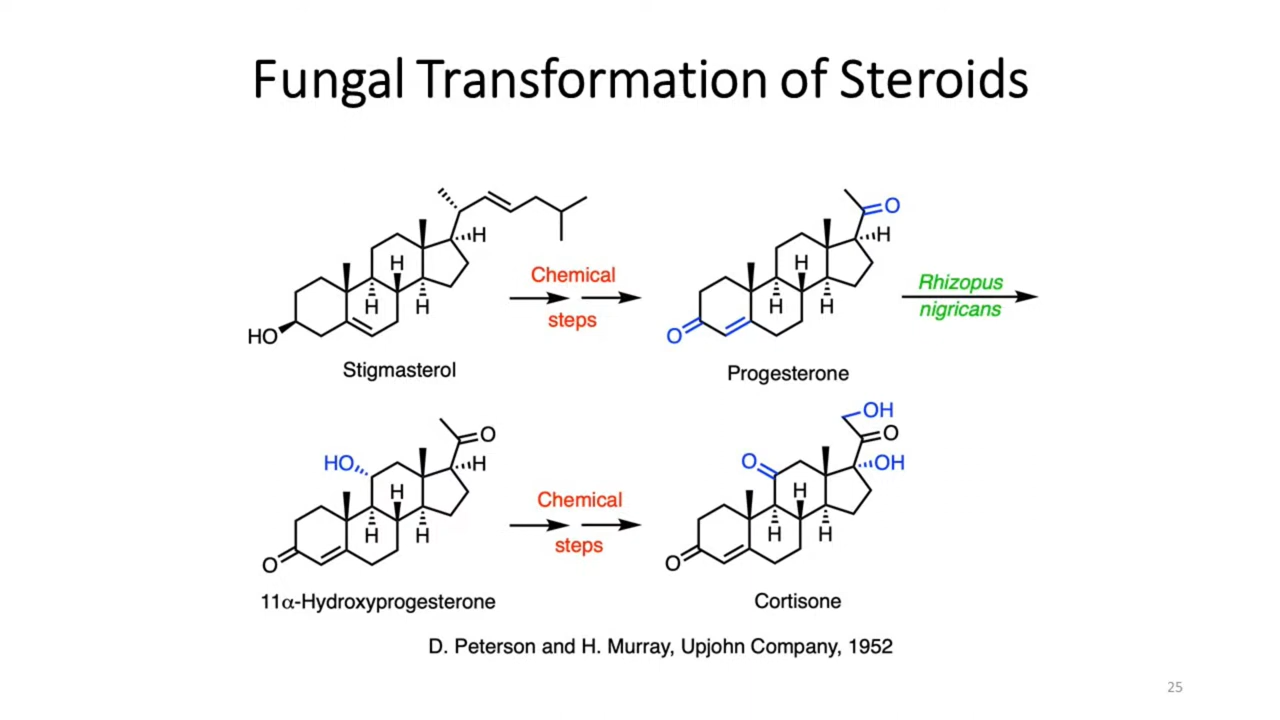 Fungal Transformation of Steroids
H
H
H
H
HO
Stigmasterol
Chemical
steps
O
H
H
H
H
O
Progesterone
Rhizopus
nigricans
O
HO
H
H
H
H
O
11α-Hydroxyprogesterone
Chemical
steps
OH
O
O
OH
H
H
H
O
Cortisone
D. Peterson and H. Murray, Upjohn Company, 1952
25